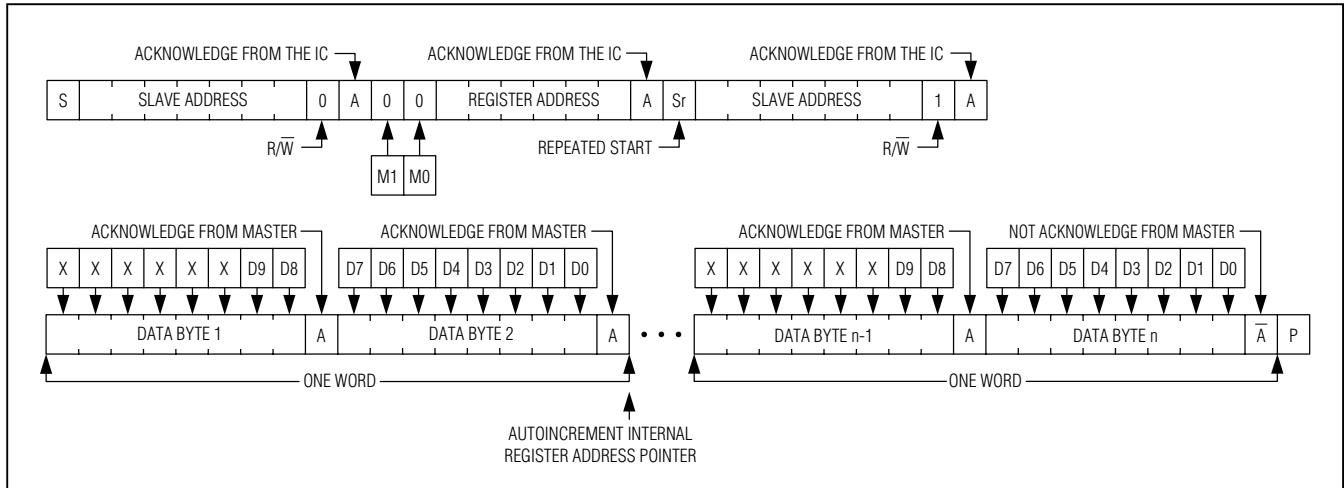 ACKNOWLEDGE FROM THE IC ACKNOWLEDGE FROM THE IC ACKNOWLEDGE FROM THE IC
S SLAVE ADDRESS 0 A 0 0 REGISTER ADDRESS A Sr SLAVE ADDRESS 1 A
R/W̅ REPEATED START R/W̅
M1 M0
ACKNOWLEDGE FROM MASTER ACKNOWLEDGE FROM MASTER ACKNOWLEDGE FROM MASTER NOT ACKNOWLEDGE FROM MASTER
X X X X X X D9 D8 D7 D6 D5 D4 D3 D2 D1 D0 X X X X X X D9 D8 D7 D6 D5 D4 D3 D2 D1 D0
DATA BYTE 1 A DATA BYTE 2 A • • • DATA BYTE n-1 A DATA BYTE n A̅ P
ONE WORD ONE WORD
AUTOINCREMENT INTERNAL
REGISTER ADDRESS POINTER